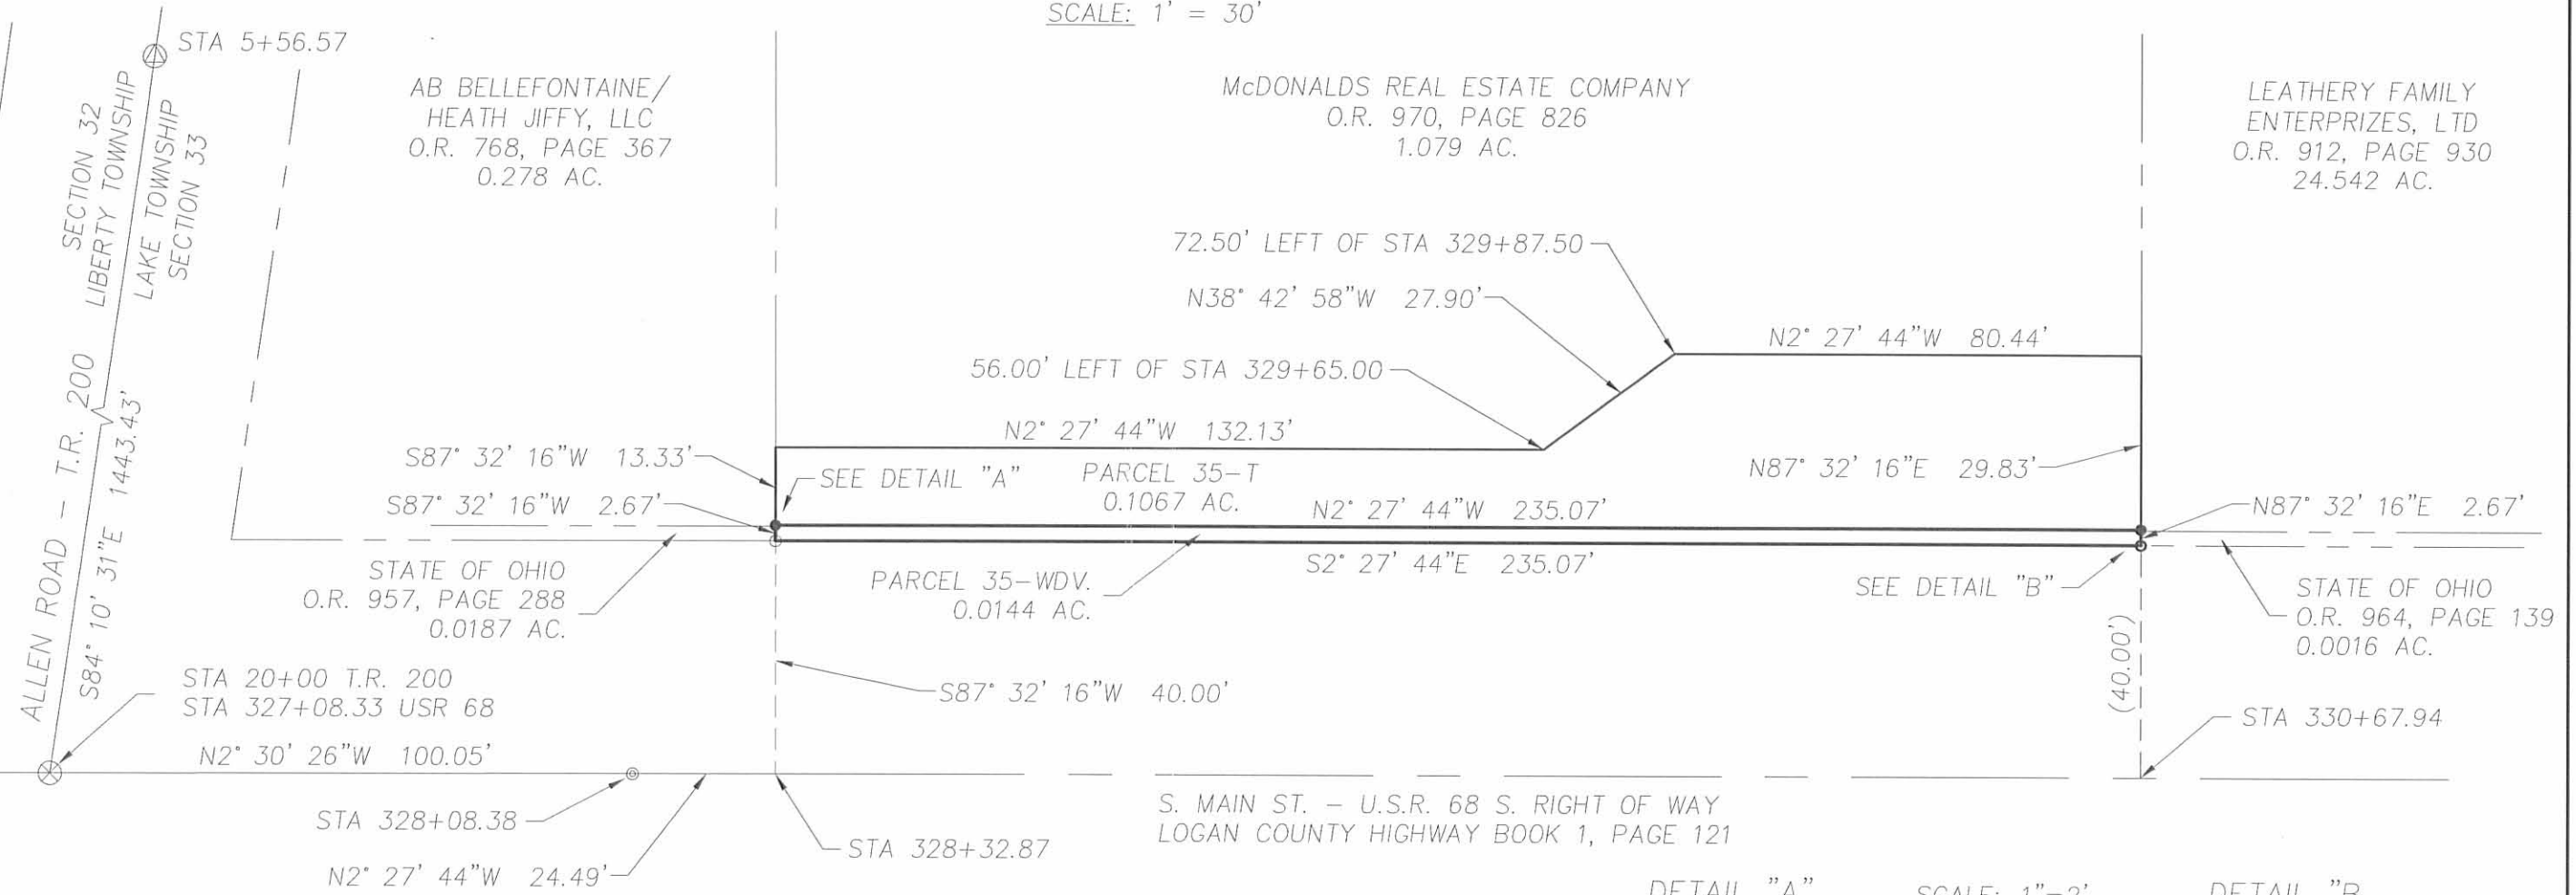 SCALE: 1' = 30'
STA 5+56.57
SECTION 32
LIBERTY TOWNSHIP
LAKE TOWNSHIP
SECTION 33
AB BELLEFONTAINE/
HEATH JIFFY, LLC
O.R. 768, PAGE 367
0.278 AC.
McDONALDS REAL ESTATE COMPANY
O.R. 970, PAGE 826
1.079 AC.
LEATHERY FAMILY
ENTERPRIZES, LTD
O.R. 912, PAGE 930
24.542 AC.
72.50' LEFT OF STA 329+87.50
N38° 42' 58"W 27.90'
56.00' LEFT OF STA 329+65.00
N2° 27' 44"W 80.44'
N2° 27' 44"W 132.13'
S87° 32' 16"W 13.33'
SEE DETAIL "A"
PARCEL 35-T
0.1067 AC.
N87° 32' 16"E 29.83'
S87° 32' 16"W 2.67'
N2° 27' 44"W 235.07'
N87° 32' 16"E 2.67'
ALLEN ROAD - T.R. 200
S84° 10' 31"E 1443.43'
STATE OF OHIO
O.R. 957, PAGE 288
0.0187 AC.
PARCEL 35-WDV.
0.0144 AC.
S2° 27' 44"E 235.07'
SEE DETAIL "B"
STATE OF OHIO
O.R. 964, PAGE 139
0.0016 AC.
(40.00')
STA 20+00 T.R. 200
STA 327+08.33 USR 68
S87° 32' 16"W 40.00'
STA 330+67.94
N2° 30' 26"W 100.05'
STA 328+08.38
STA 328+32.87
N2° 27' 44"W 24.49'
S. MAIN ST. - U.S.R. 68 S. RIGHT OF WAY
LOGAN COUNTY HIGHWAY BOOK 1, PAGE 121
DETAIL "A"
SCALE: 1"=2'
DETAIL "B